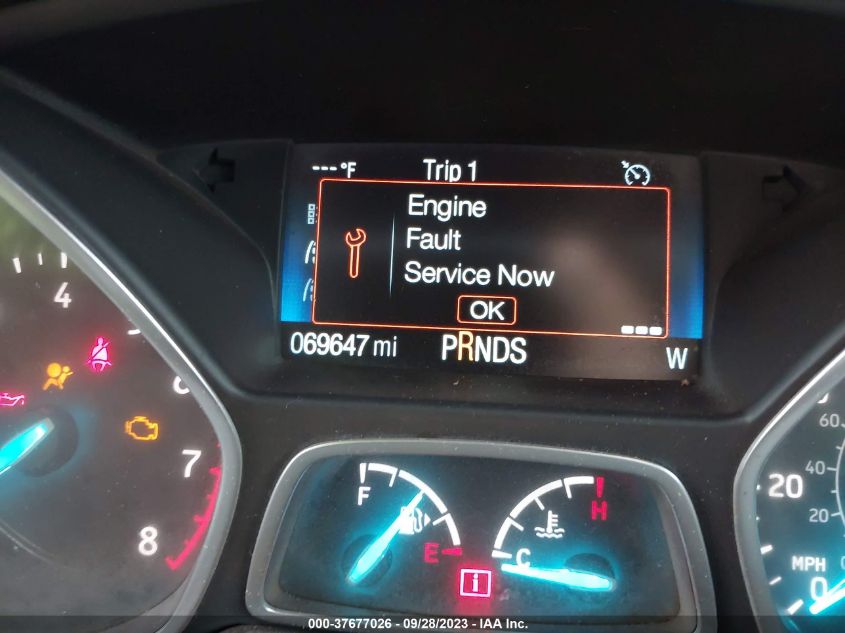 ---°F Trip 1
Engine
Fault
Service Now
OK
069647 mi PRNDS W
4
6
7
8
F
E
C
H
i
60
40
20
20
MPH
0
000-37677026 / 09/28/2023 - IAA Inc.